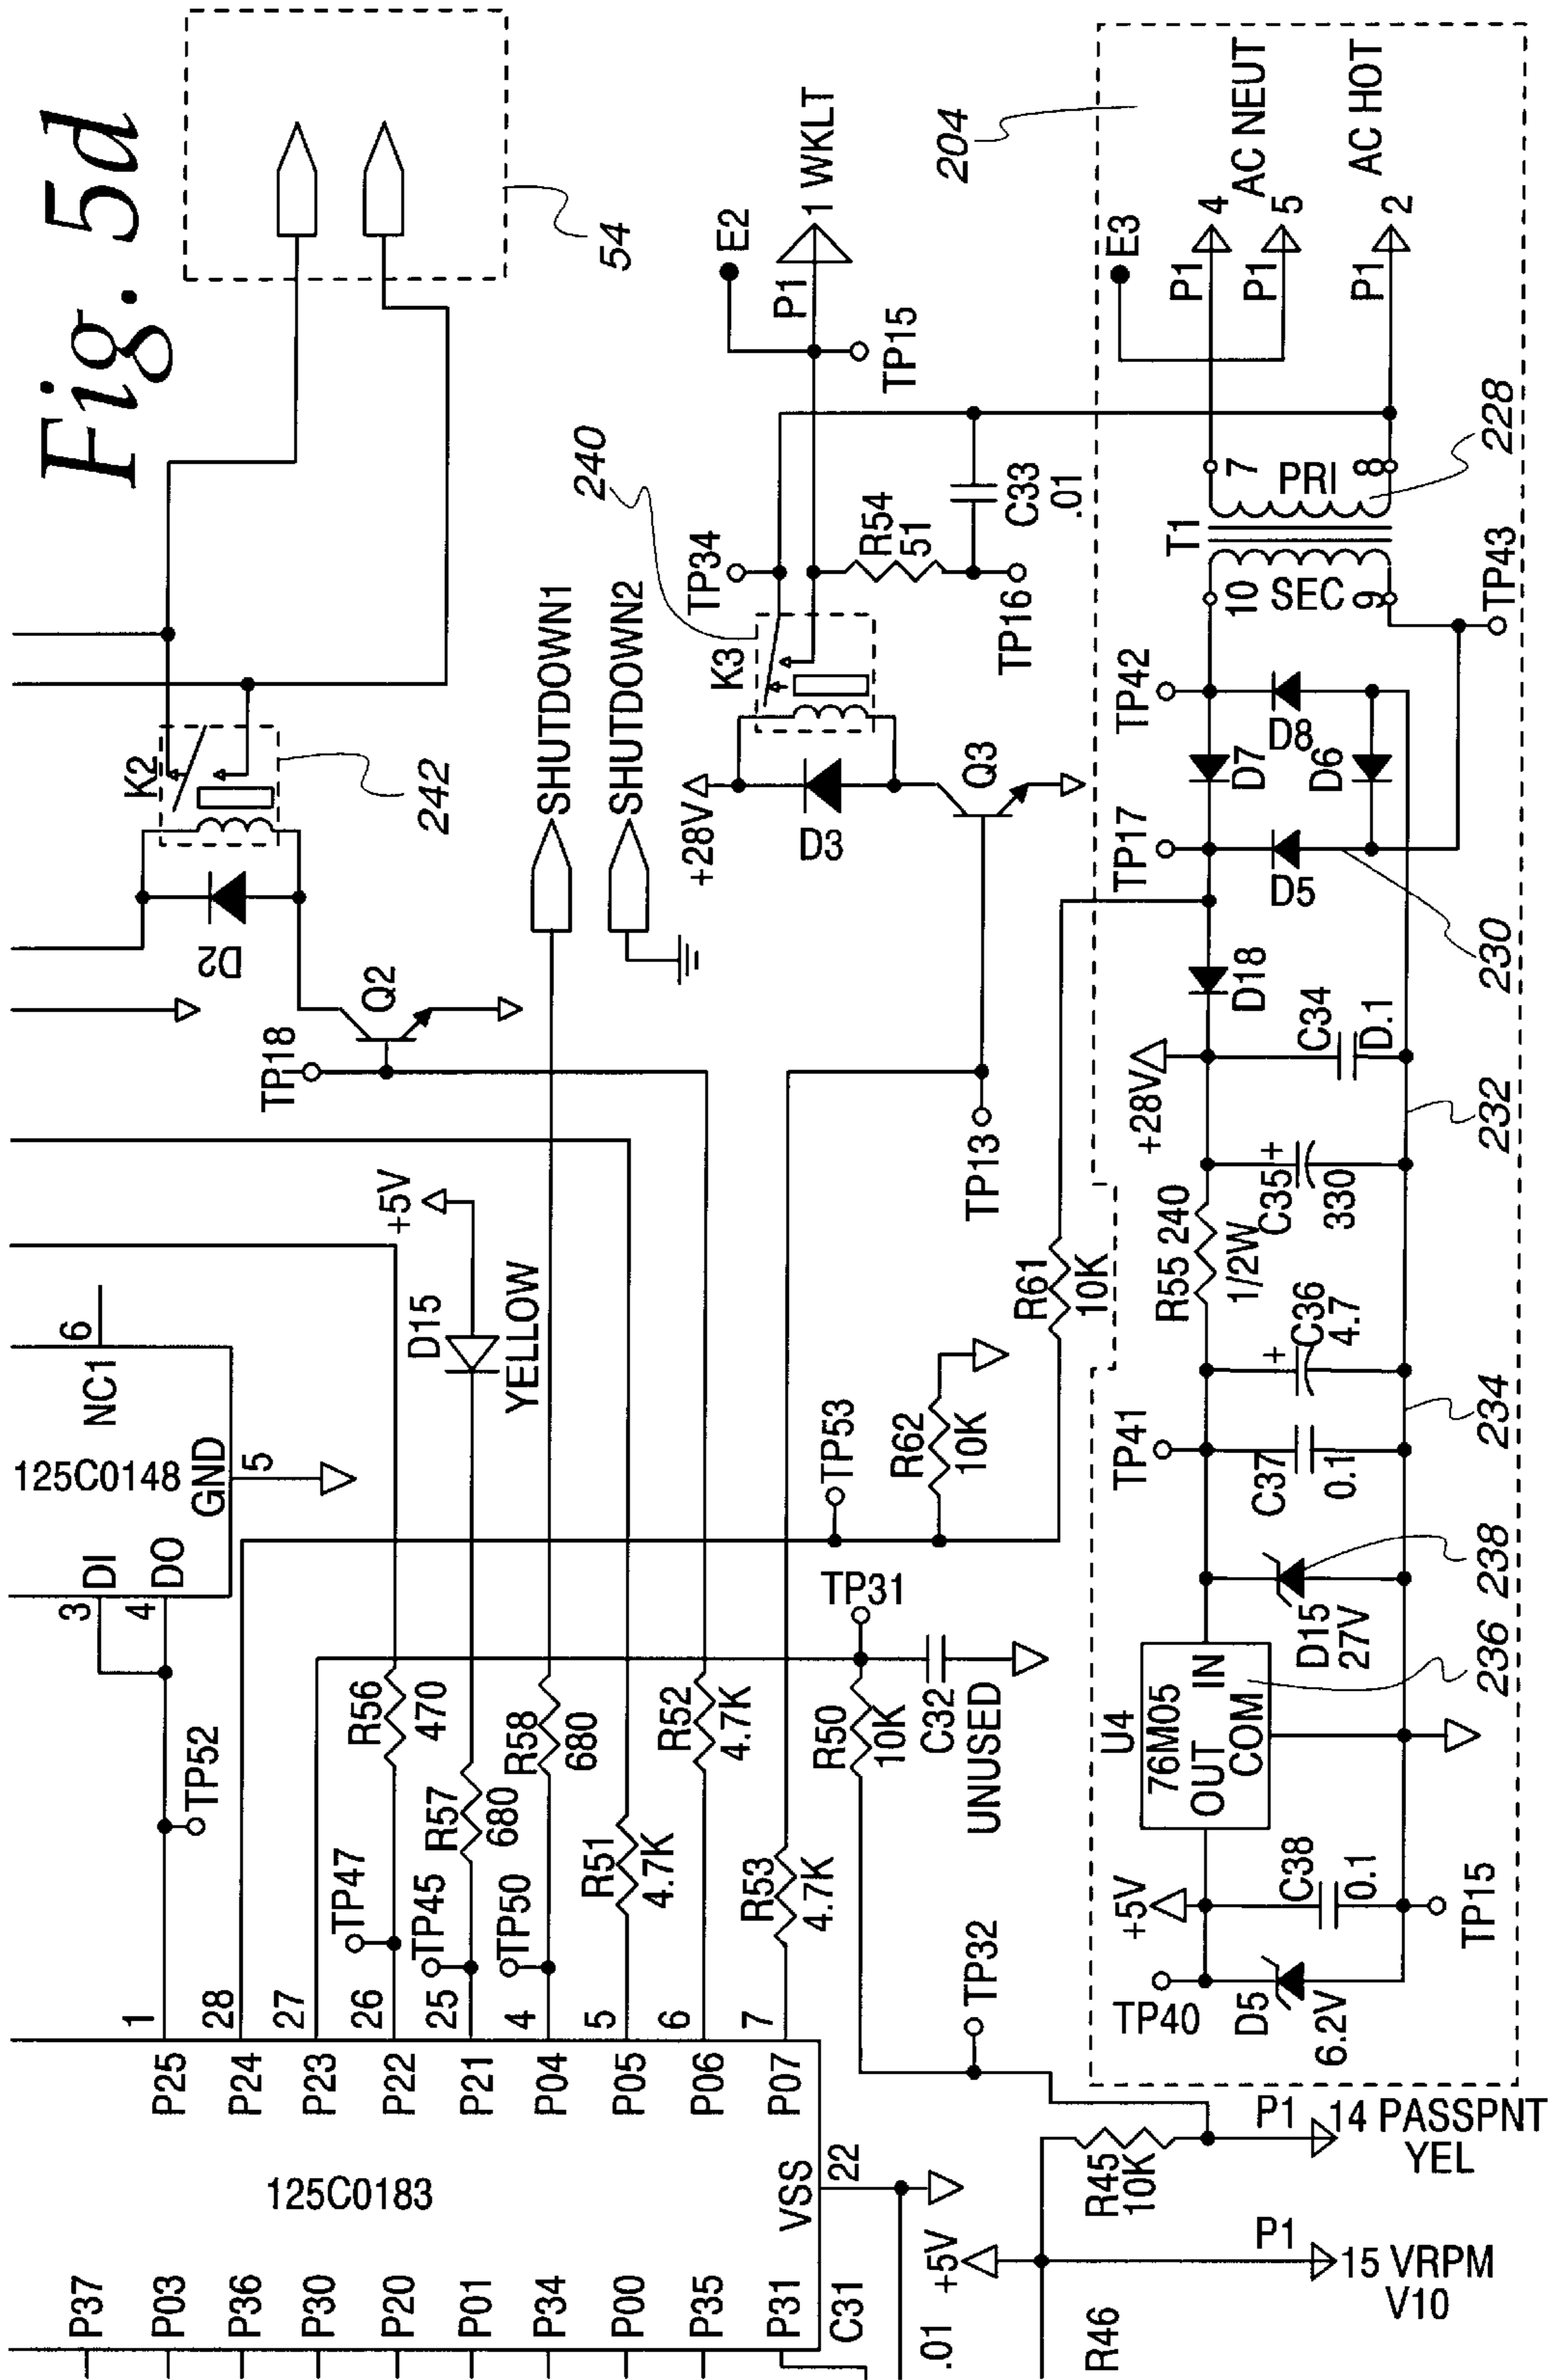 Fig. 5d
54
K2
242
D2
Q2
TP18
SHUTDOWN1
SHUTDOWN2
240
K3
TP34
E2
P1
1 WKLT
TP15
R54
51
C33
.01
TP16
+28V
D3
Q3
TP13
204
E3
P1
4
AC NEUT
P1
5
P1
2
AC HOT
228
7
PRI
8
T1
10
SEC
9
TP43
TP42
D8
D7
D6
TP17
D5
230
D18
+28V
C34
D.1
232
C35
+
330
R55 240
1/2W
+
C36
4.7
234
TP41
C37
0.1
D15
27V
238
236
U4
76M05
IN
OUT
COM
+5V
C38
0.1
TP15
TP40
D5
6.2V
6
NC1
125C0148
GND
5
DI
DO
3
4
+5V
D15
YELLOW
R61
10K
R62
10K
TP53
TP31
TP52
R56
470
R57
680
R58
680
R51
4.7K
R52
4.7K
R53
4.7K
R50
10K
C32
UNUSED
TP47
TP45
TP50
TP32
1
28
27
26
25
4
5
6
7
P25
P24
P23
P22
P21
P04
P05
P06
P07
125C0183
VSS
22
P37
P03
P36
P30
P20
P01
P34
P00
P35
P31
C31
.01
+5V
R45
10K
R46
P1
14 PASSPNT
YEL
P1
15 VRPM
V10